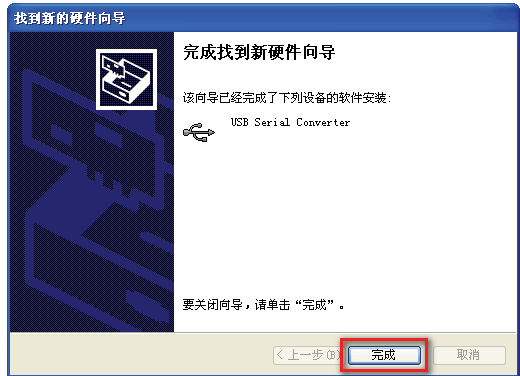 找到新的硬件向导
完成找到新硬件向导
该向导已经完成了下列设备的软件安装:
USB Serial Converter
要关闭向导，请单击“完成”。
< 上一步(B)
完成
取消